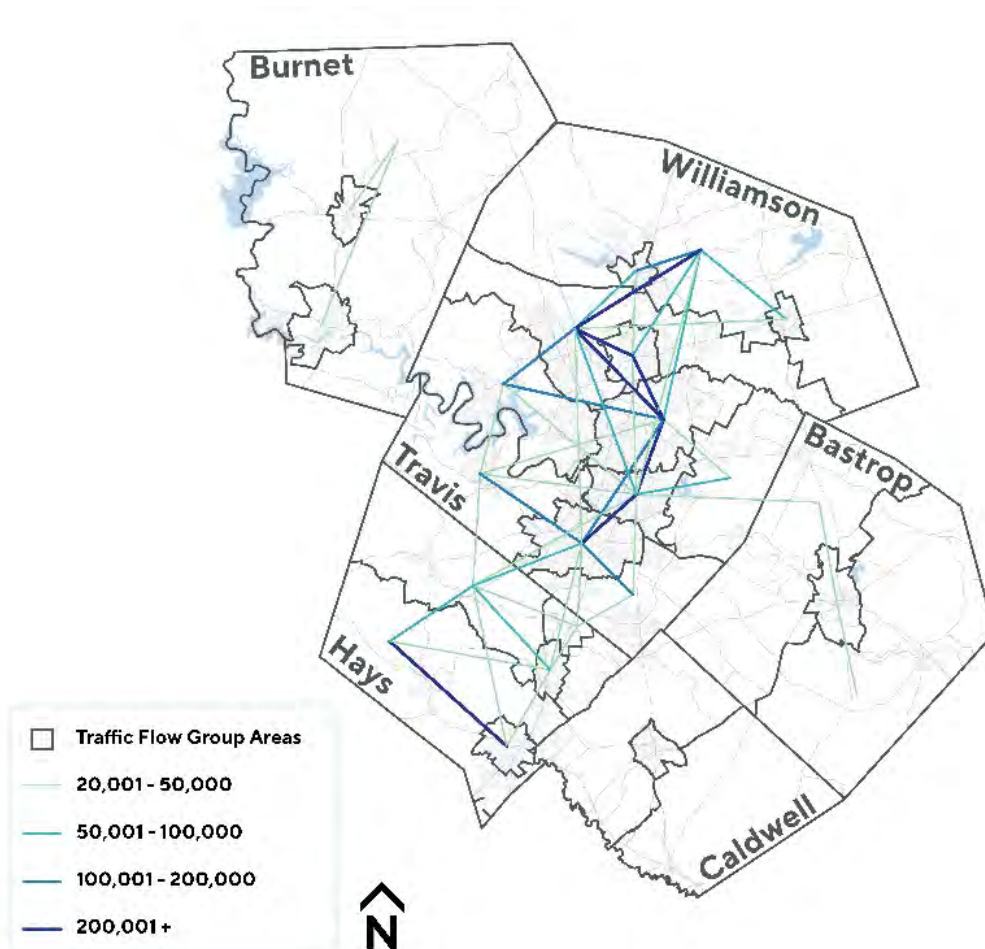 Burnet
Williamson
Travis
Bastrop
Hays
Caldwell
Traffic Flow Group Areas
20,001 - 50,000
50,001 - 100,000
100,001 - 200,000
200,001 +
N